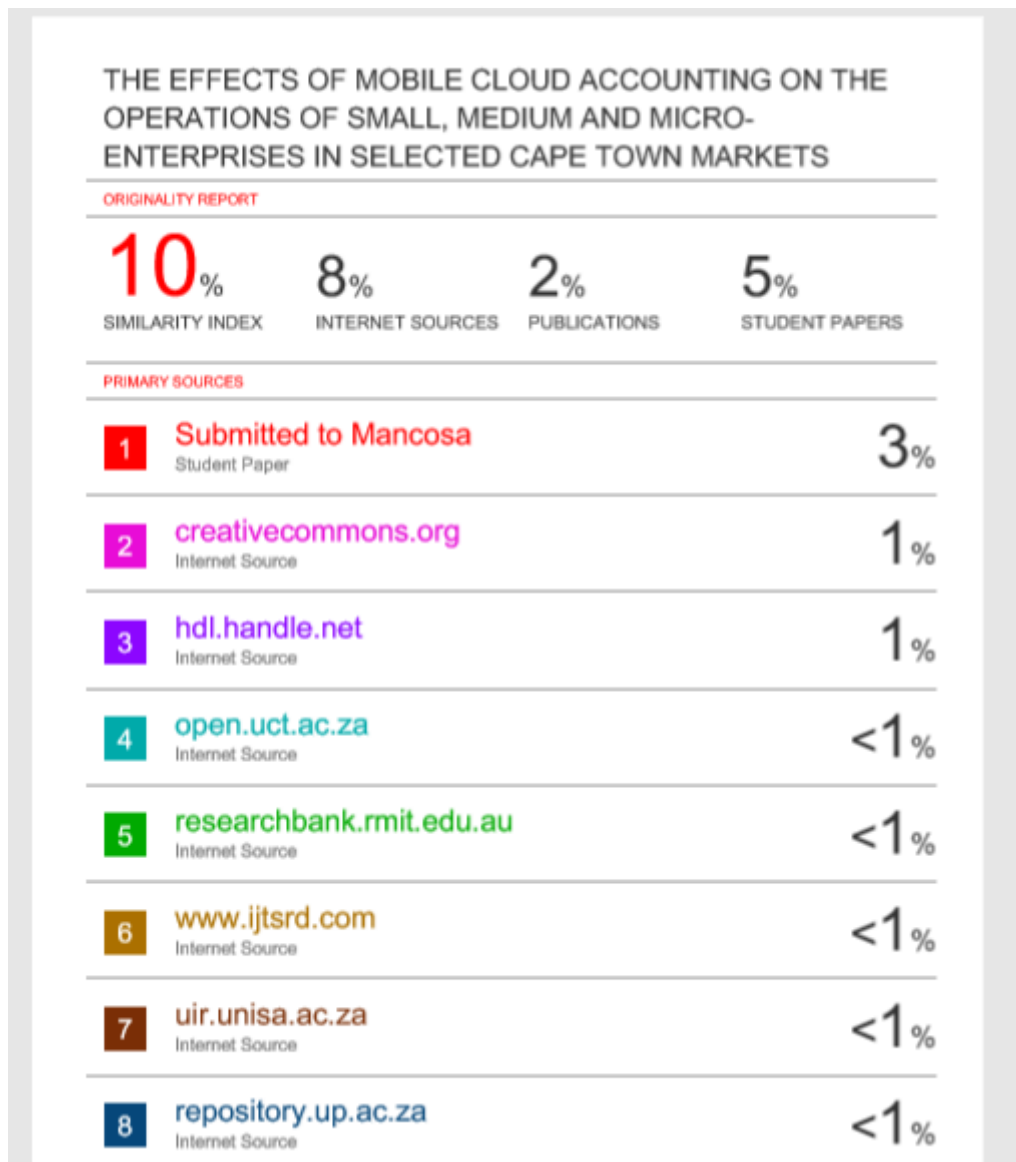 THE EFFECTS OF MOBILE CLOUD ACCOUNTING ON THE
OPERATIONS OF SMALL, MEDIUM AND MICRO-
ENTERPRISES IN SELECTED CAPE TOWN MARKETS
ORIGINALITY REPORT
10% 8% 2% 5%
SIMILARITY INDEX INTERNET SOURCES PUBLICATIONS STUDENT PAPERS
PRIMARY SOURCES
1 Submitted to Mancosa 3%
Student Paper
2 creativecommons.org 1%
Internet Source
3 hdl.handle.net 1%
Internet Source
4 open.uct.ac.za <1%
Internet Source
5 researchbank.rmit.edu.au <1%
Internet Source
6 www.ijtsrd.com <1%
Internet Source
7 uir.unisa.ac.za <1%
Internet Source
8 repository.up.ac.za <1%
Internet Source